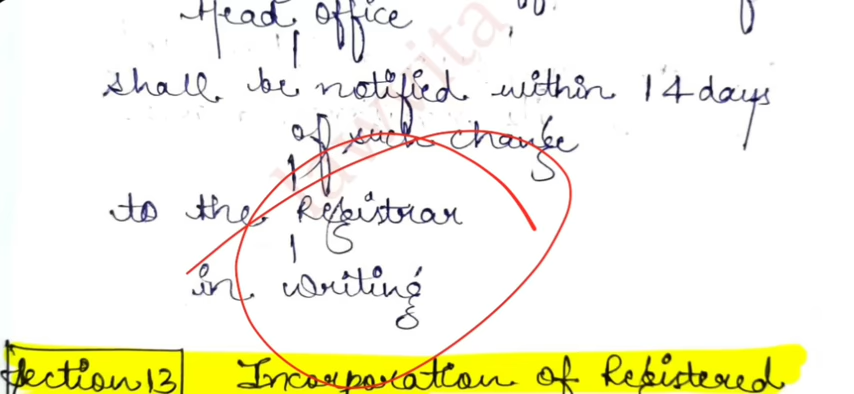 Head office
shall be notified within 14 days
of such change
to the Registrar
in writing
Section 13 Incorporation of Registered